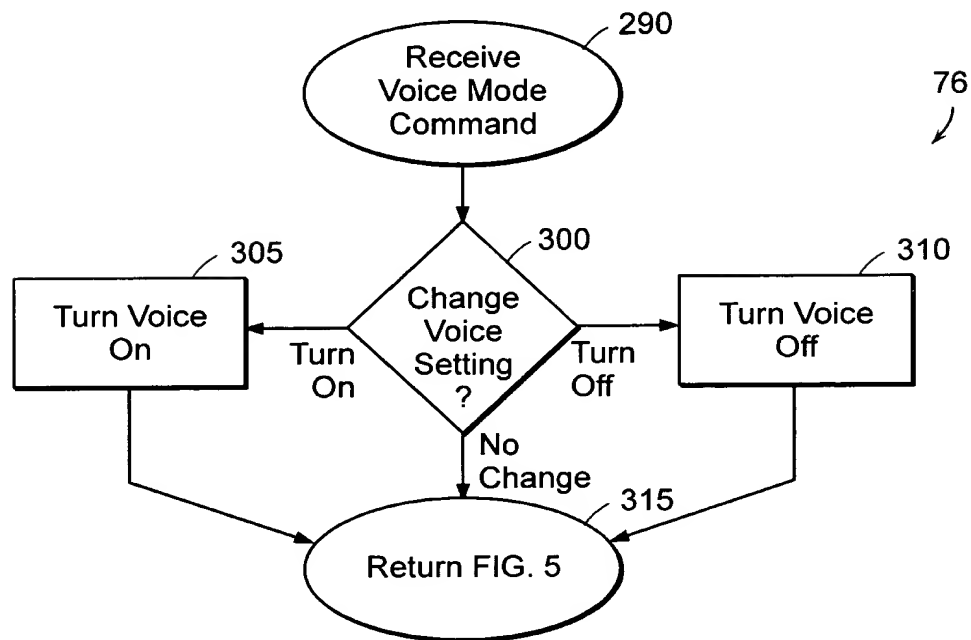 290
Receive
Voice Mode
Command
76
300
305
310
Change
Voice
Setting
?
Turn Voice
On
Turn
On
Turn
Off
Turn Voice
Off
No
Change
315
Return FIG. 5